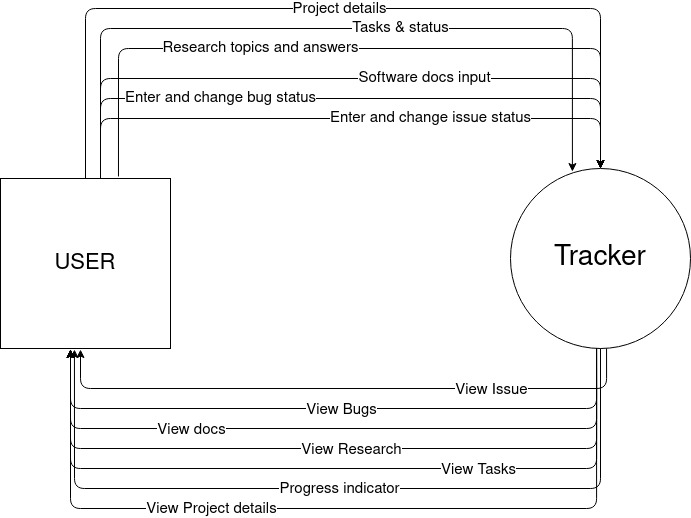 Project details
Tasks & status
Research topics and answers
Software docs input
Enter and change bug status
Enter and change issue status
USER
Tracker
View Issue
View Bugs
View docs
View Research
View Tasks
Progress indicator
View Project details